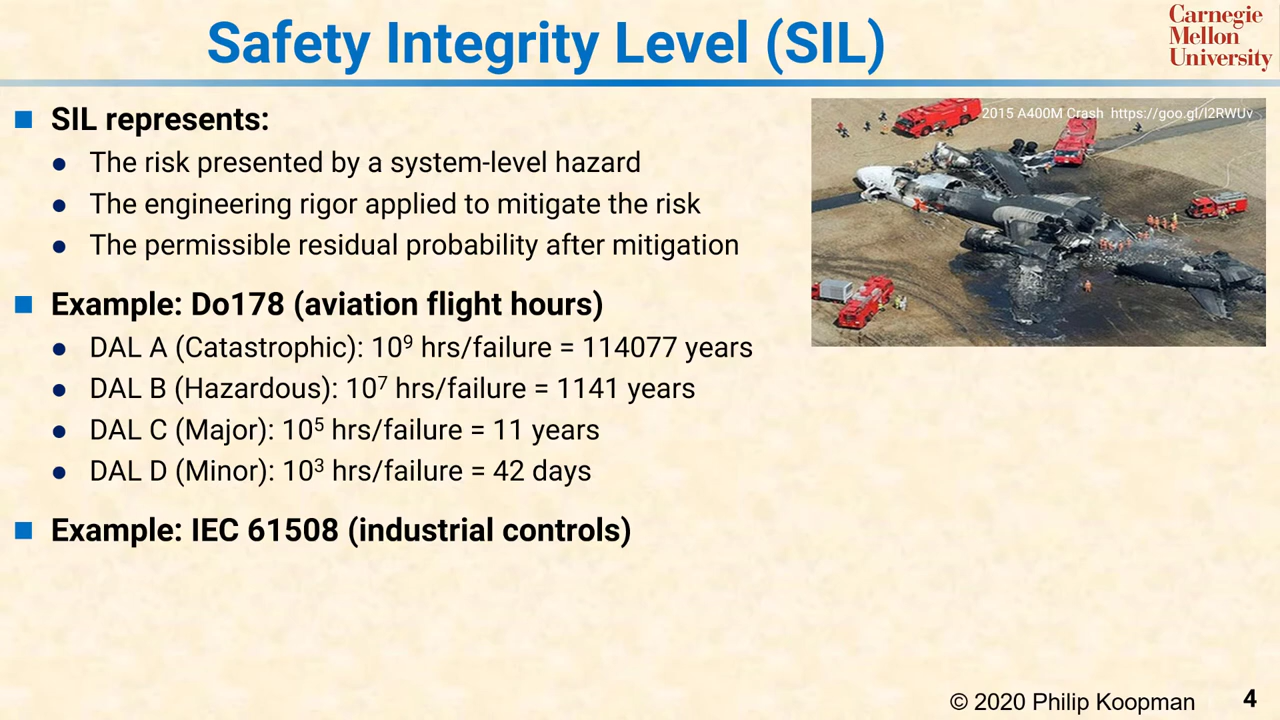 Safety Integrity Level (SIL)
Carnegie
Mellon
University
■ SIL represents:
● The risk presented by a system-level hazard
● The engineering rigor applied to mitigate the risk
● The permissible residual probability after mitigation
2015 A400M Crash https://goo.gl/l2RWUv
■ Example: Do178 (aviation flight hours)
● DAL A (Catastrophic): 10⁹ hrs/failure = 114077 years
● DAL B (Hazardous): 10⁷ hrs/failure = 1141 years
● DAL C (Major): 10⁵ hrs/failure = 11 years
● DAL D (Minor): 10³ hrs/failure = 42 days
■ Example: IEC 61508 (industrial controls)
© 2020 Philip Koopman 4